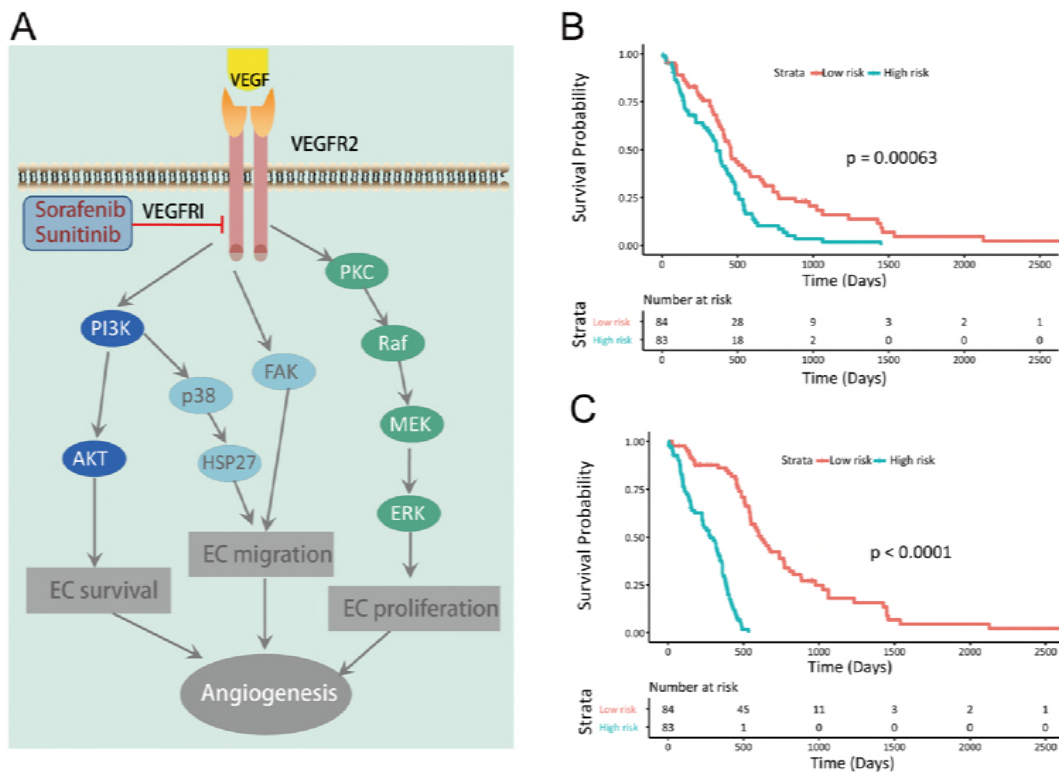 A
VEGF
VEGFR2
Sorafenib
Sunitinib
VEGFRI
PKC
PI3K
Raf
p38
FAK
MEK
AKT
HSP27
ERK
EC migration
EC survival
EC proliferation
Angiogenesis
B
Survival Probability
1.00
0.75
0.50
0.25
0.00
Strata Low risk High risk
p = 0.00063
0 500 1000 1500 2000 2500
Time (Days)
Number at risk
Strata
Low risk 84 28 9 3 2 1
High risk 83 18 2 0 0 0
0 500 1000 1500 2000 2500
Time (Days)
C
Survival Probability
1.00
0.75
0.50
0.25
0.00
Strata Low risk High risk
p < 0.0001
0 500 1000 1500 2000 2500
Time (Days)
Number at risk
Strata
Low risk 84 45 11 3 2 1
High risk 83 1 0 0 0 0
0 500 1000 1500 2000 2500
Time (Days)